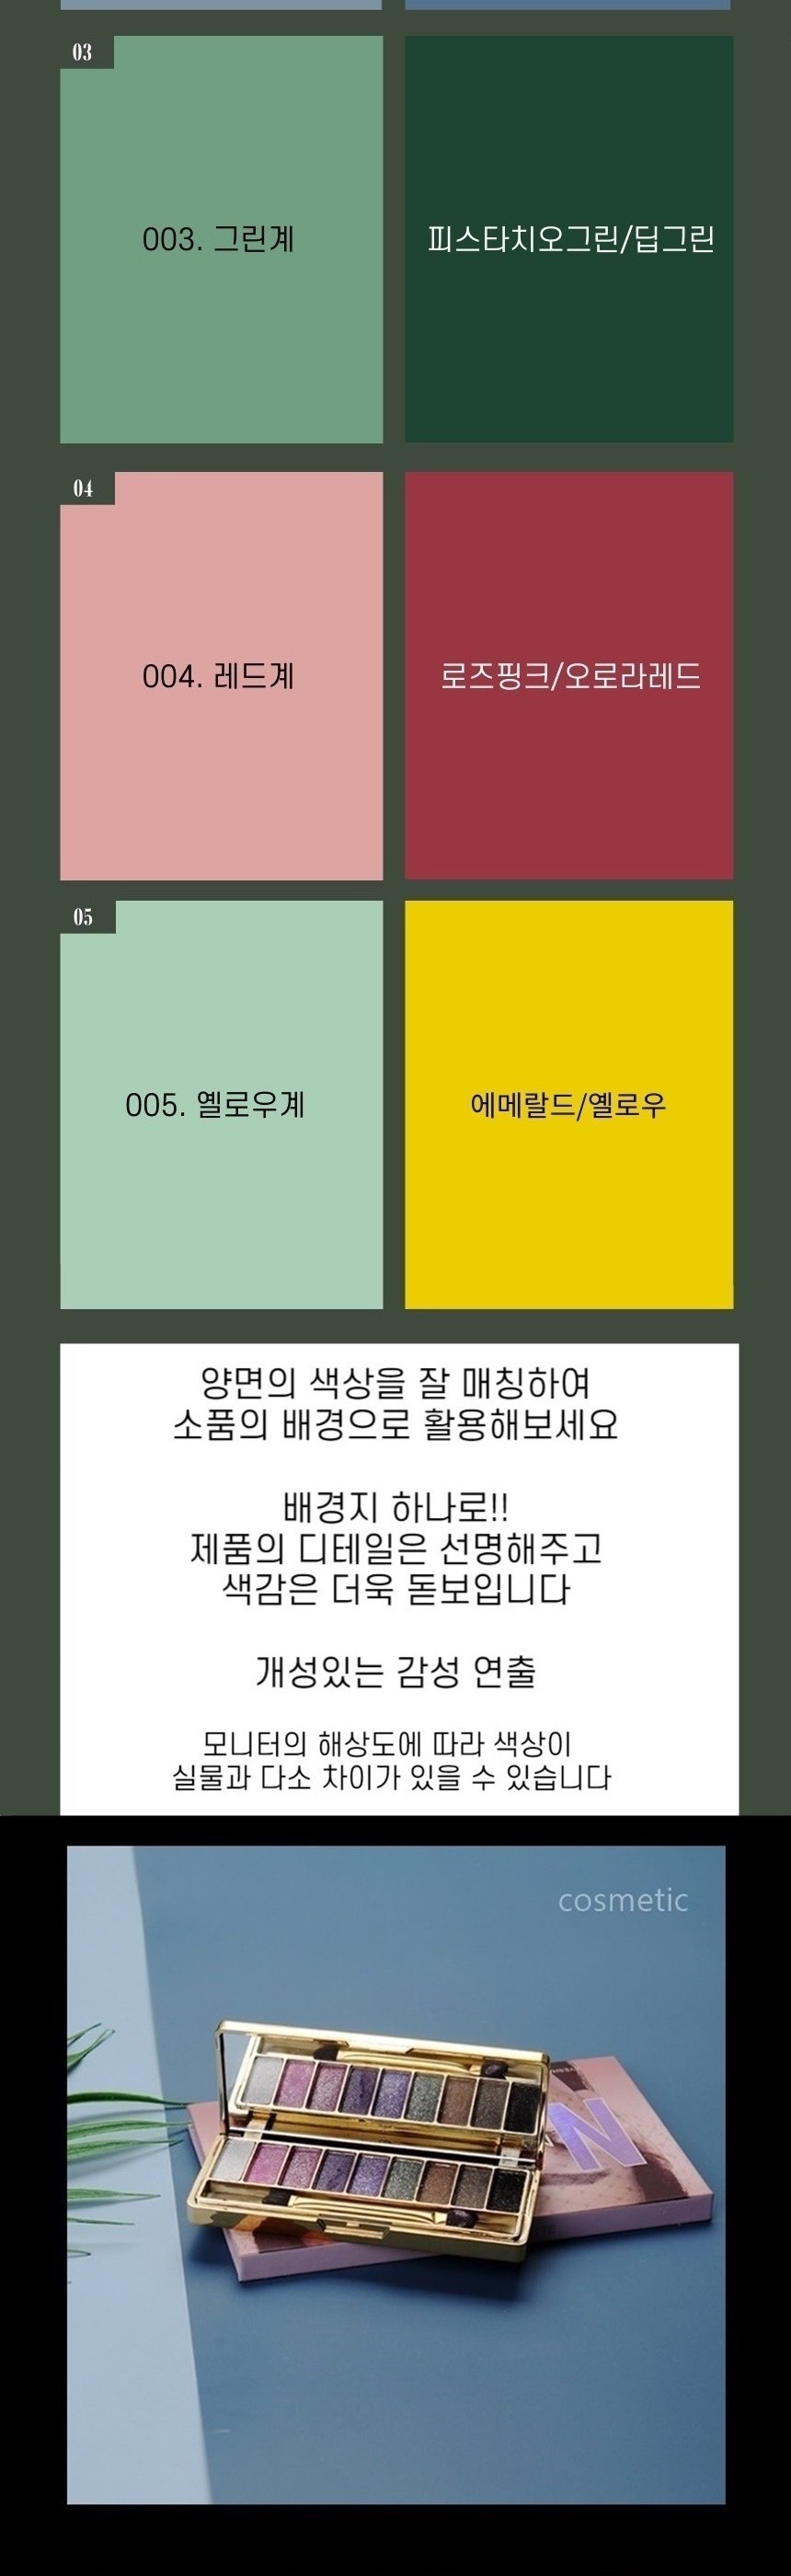 03
003. 그린계
피스타치오그린/딥그린
04
004. 레드계
로즈핑크/오로라레드
05
005. 옐로우계
에메랄드/옐로우
양면의 색상을 잘 매칭하여
소품의 배경으로 활용해보세요
배경지 하나로!!
제품의 디테일은 선명해주고
색감은 더욱 돋보입니다
개성있는 감성 연출
모니터의 해상도에 따라 색상이
실물과 다소 차이가 있을 수 있습니다
cosmetic
N